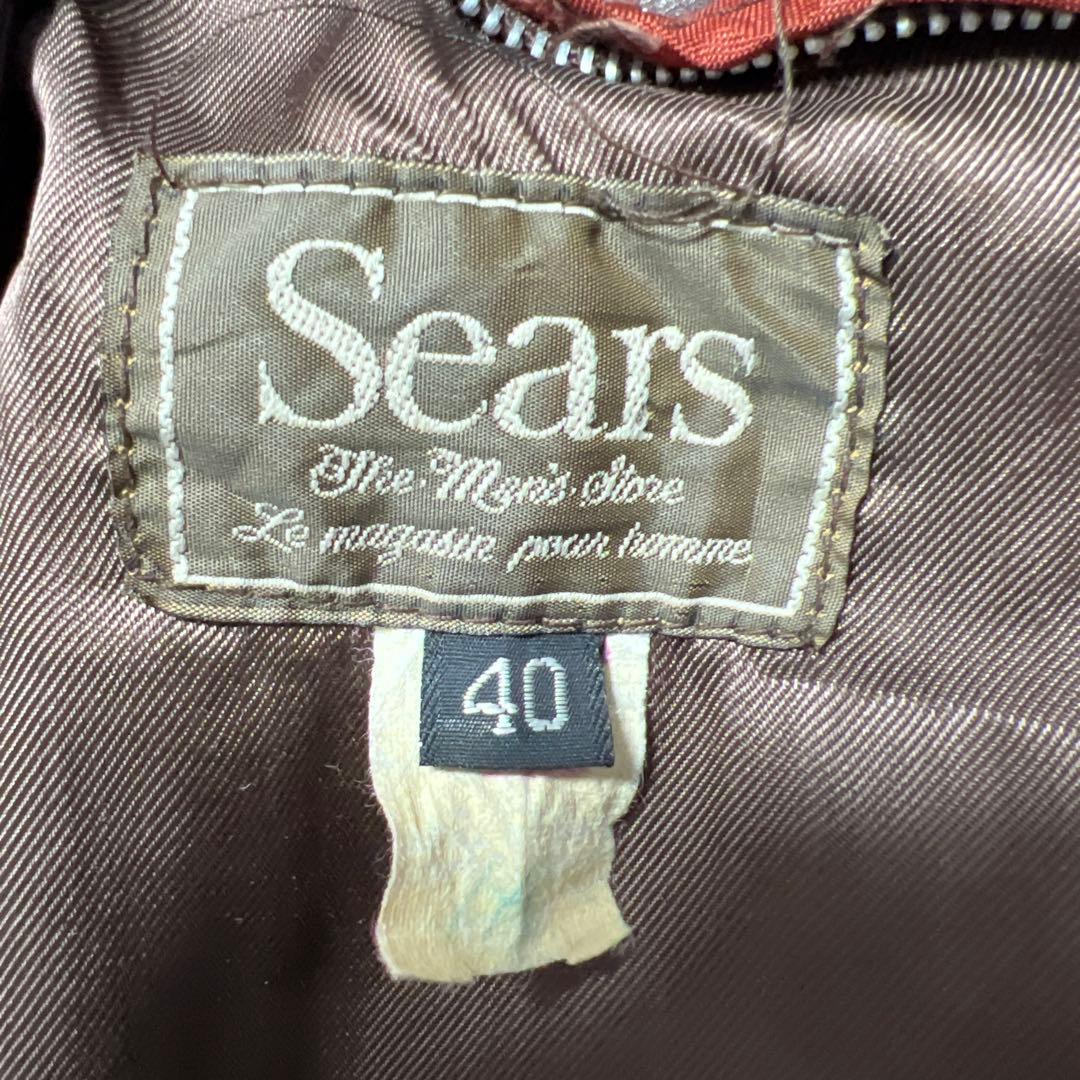 Sears
The Men's Store
Le magasin pour homme
40